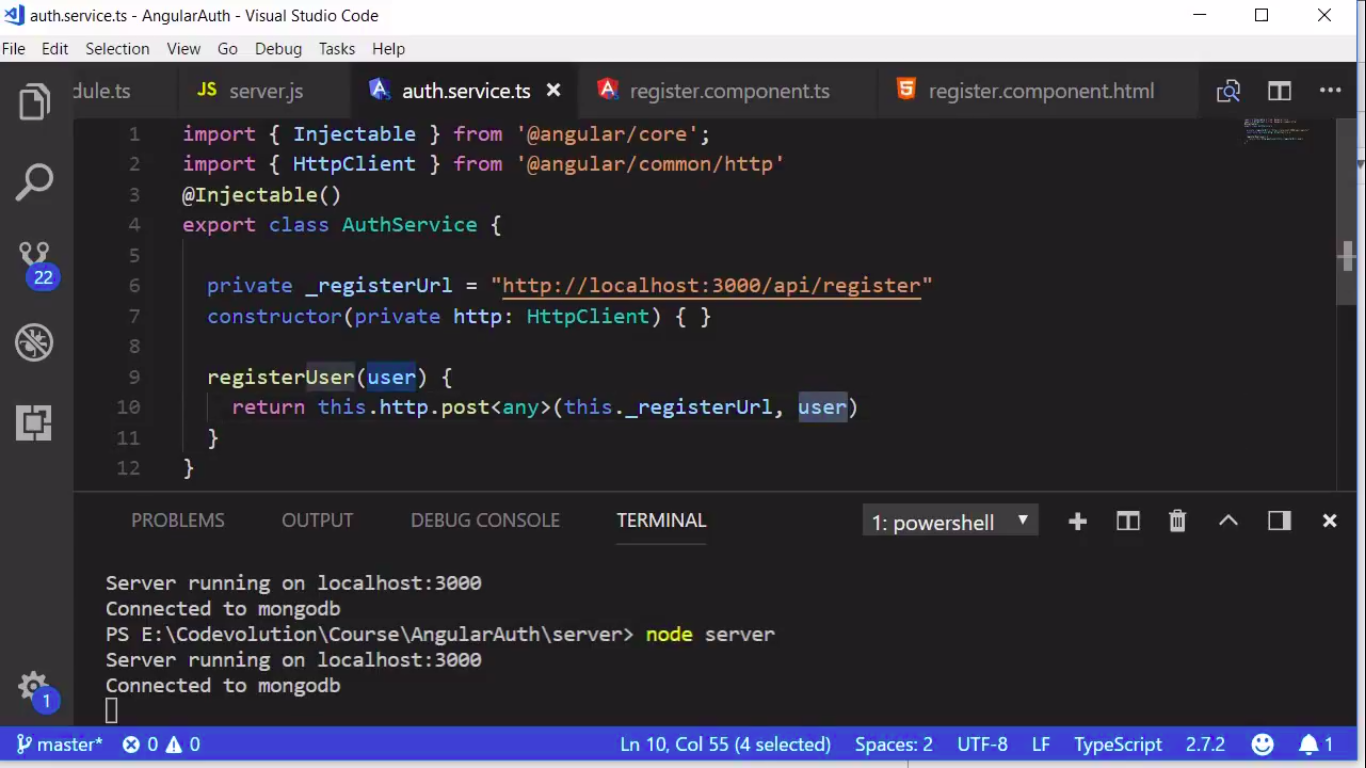 auth.service.ts - AngularAuth - Visual Studio Code
File Edit Selection View Go Debug Tasks Help
dule.ts JS server.js auth.service.ts register.component.ts register.component.html
1 import { Injectable } from '@angular/core';
2 import { HttpClient } from '@angular/common/http'
3 @Injectable()
4 export class AuthService {
5
6 private _registerUrl = "http://localhost:3000/api/register"
7 constructor(private http: HttpClient) { }
8
9 registerUser(user) {
10 return this.http.post<any>(this._registerUrl, user)
11 }
12 }
22
PROBLEMS OUTPUT DEBUG CONSOLE TERMINAL 1: powershell
Server running on localhost:3000
Connected to mongodb
PS E:\Codevolution\Course\AngularAuth\server> node server
Server running on localhost:3000
Connected to mongodb
1
master* 0 0 Ln 10, Col 55 (4 selected) Spaces: 2 UTF-8 LF TypeScript 2.7.2 1